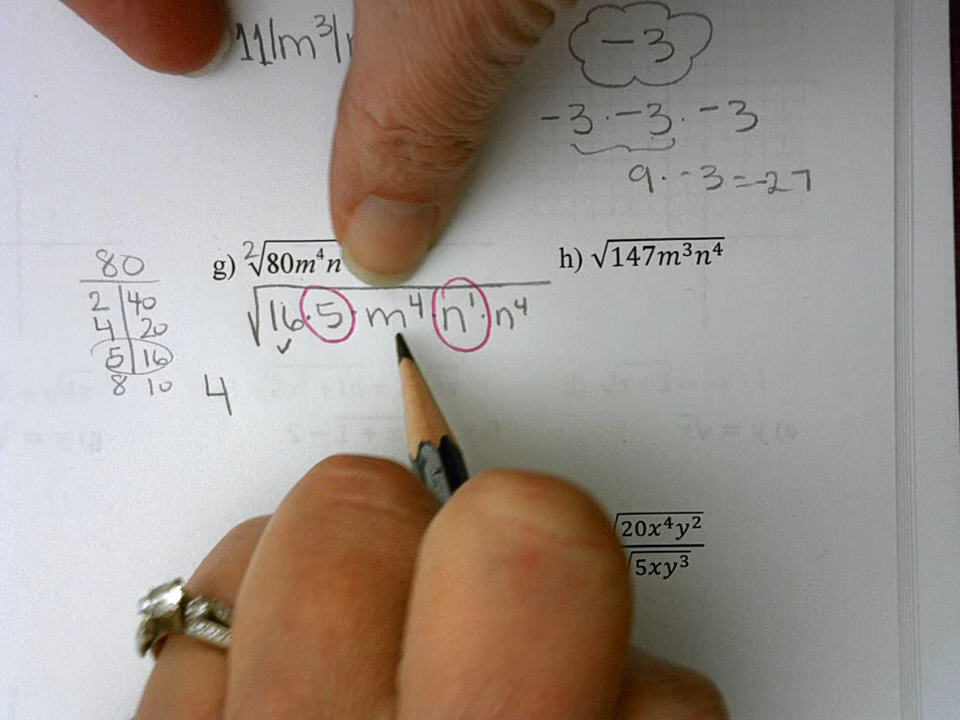 11|m³|
-3
-3 · -3 · -3
9 · -3 = -27
80
2 | 40
4 | 20
5 | 16
8 10
g) ²√80m⁴n
√16·5·m⁴·n¹·n⁴
4
h) √147m³n⁴
√20x⁴y²
√5xy³